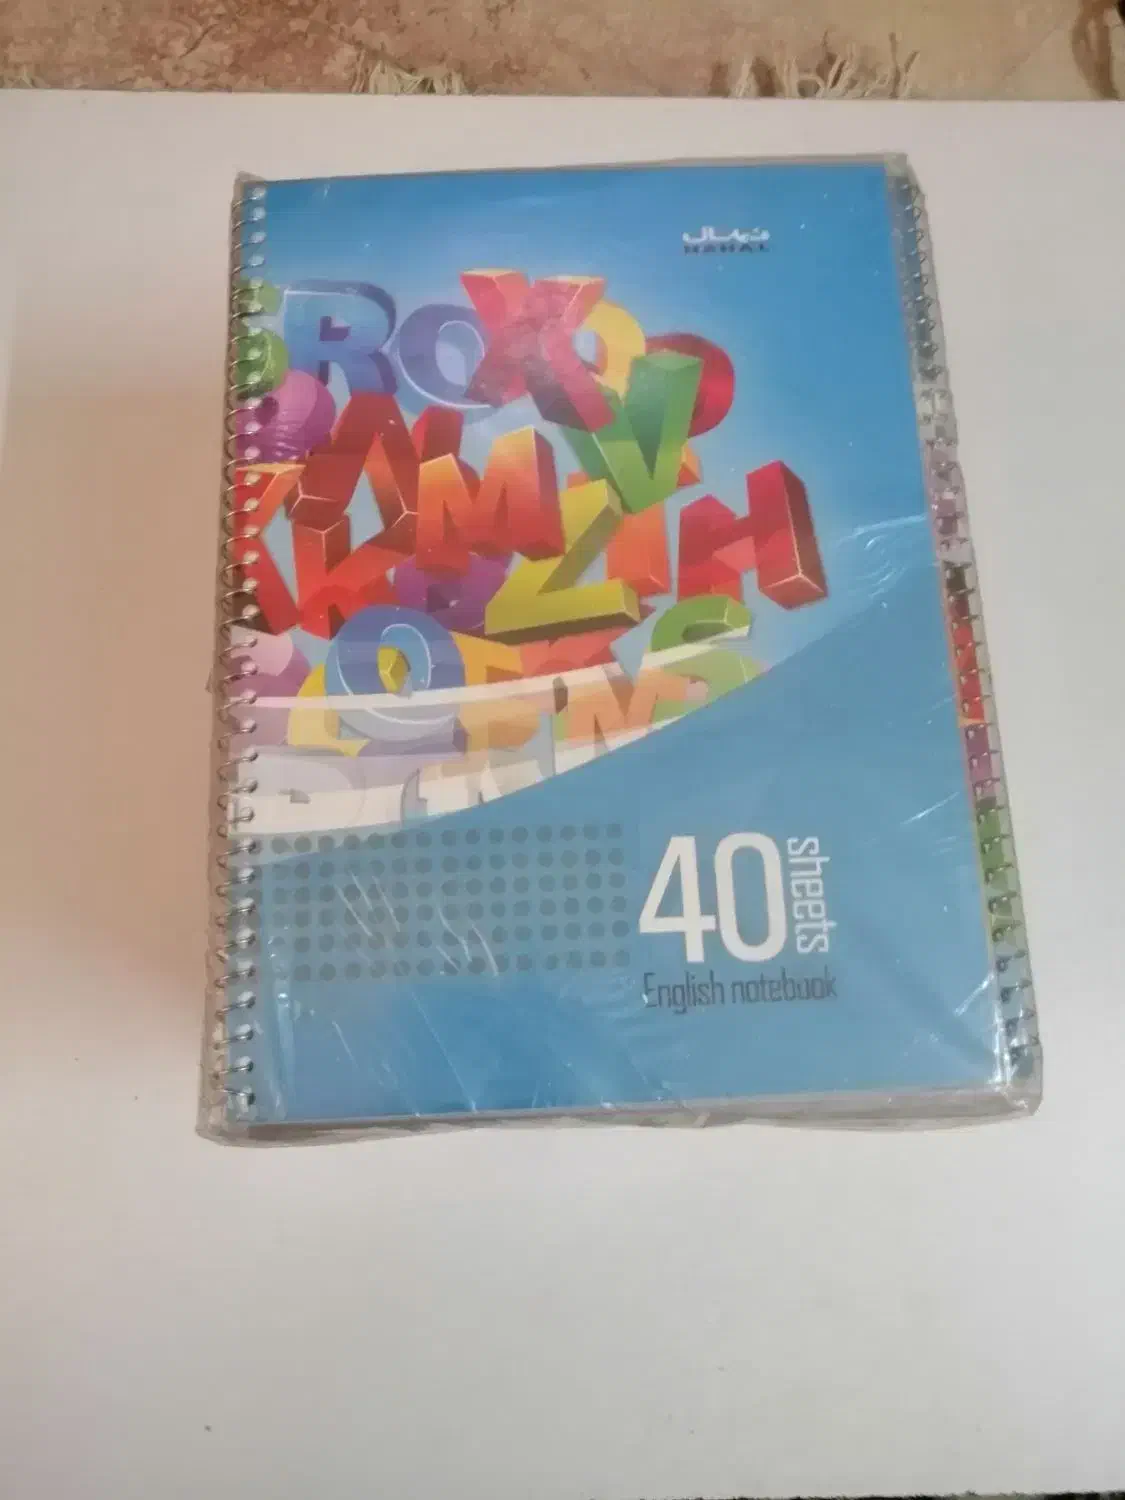 نهال
NAHAL
40 sheets
English notebook